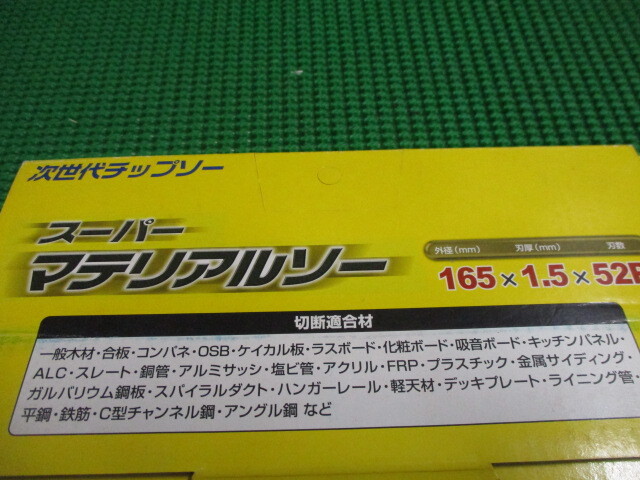 次世代チップソー
スーパー
マテリアルソー
外径(mm) 刃厚(mm) 刃数
165×1.5×52P
切断適合材
一般木材・合板・コンパネ・OSB・ケイカル板・ラスボード・化粧ボード・吸音ボード・キッチンパネル・
ALC・スレート・銅管・アルミサッシ・塩ビ管・アクリル・FRP・プラスチック・金属サイディング・
ガルバリウム鋼板・スパイラルダクト・ハンガーレール・軽天材・デッキプレート・ライニング管・
平鋼・鉄筋・C型チャンネル鋼・アングル鋼 など